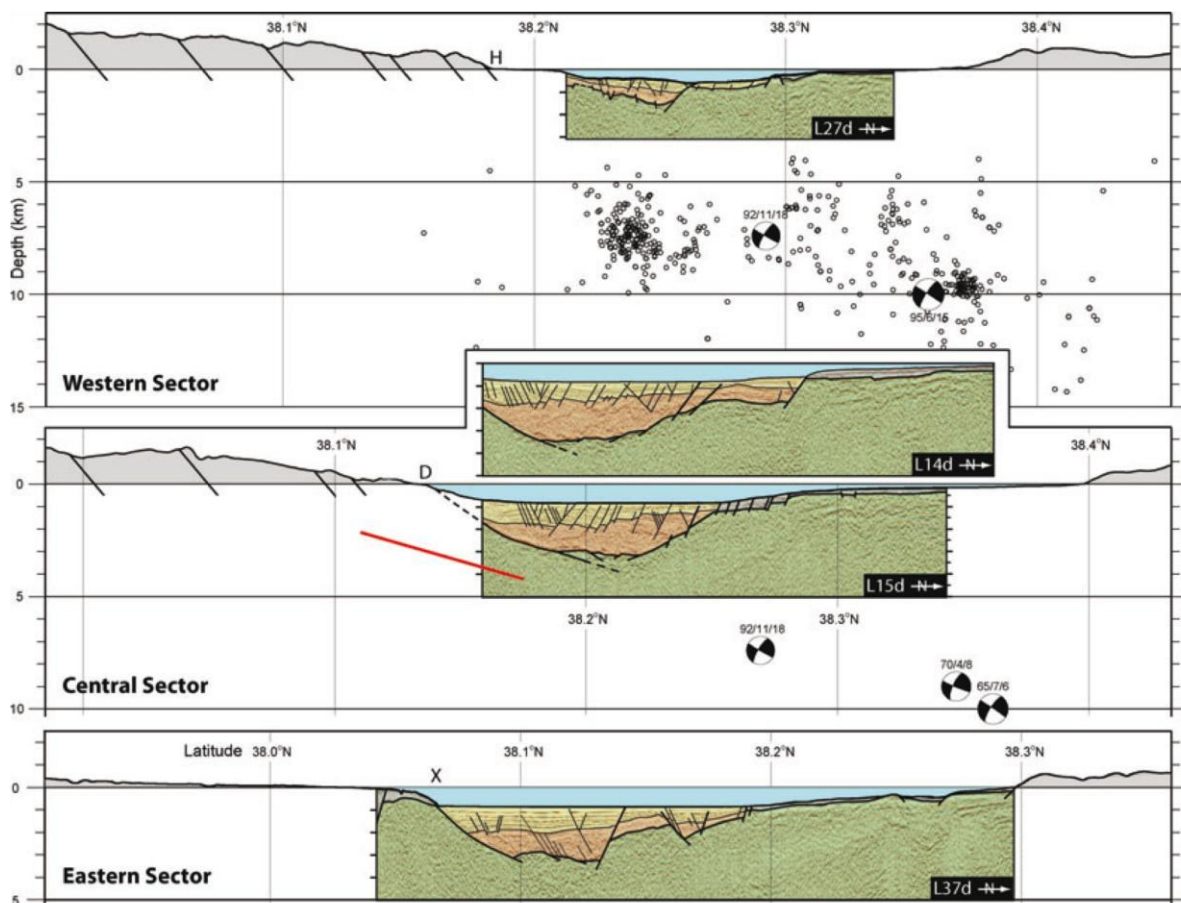 38.1°N 38.2°N 38.3°N 38.4°N
H
0
L27d N
5
92/11/18
Depth (km)
10
95/6/15
Western Sector
15
L14d N
38.1°N 38.4°N
D
0
L15d N
5
38.2°N 38.3°N
92/11/18
70/4/8
65/7/6
Central Sector
10
Latitude 38.0°N 38.1°N 38.2°N 38.3°N
X
0
Eastern Sector
L37d N
5